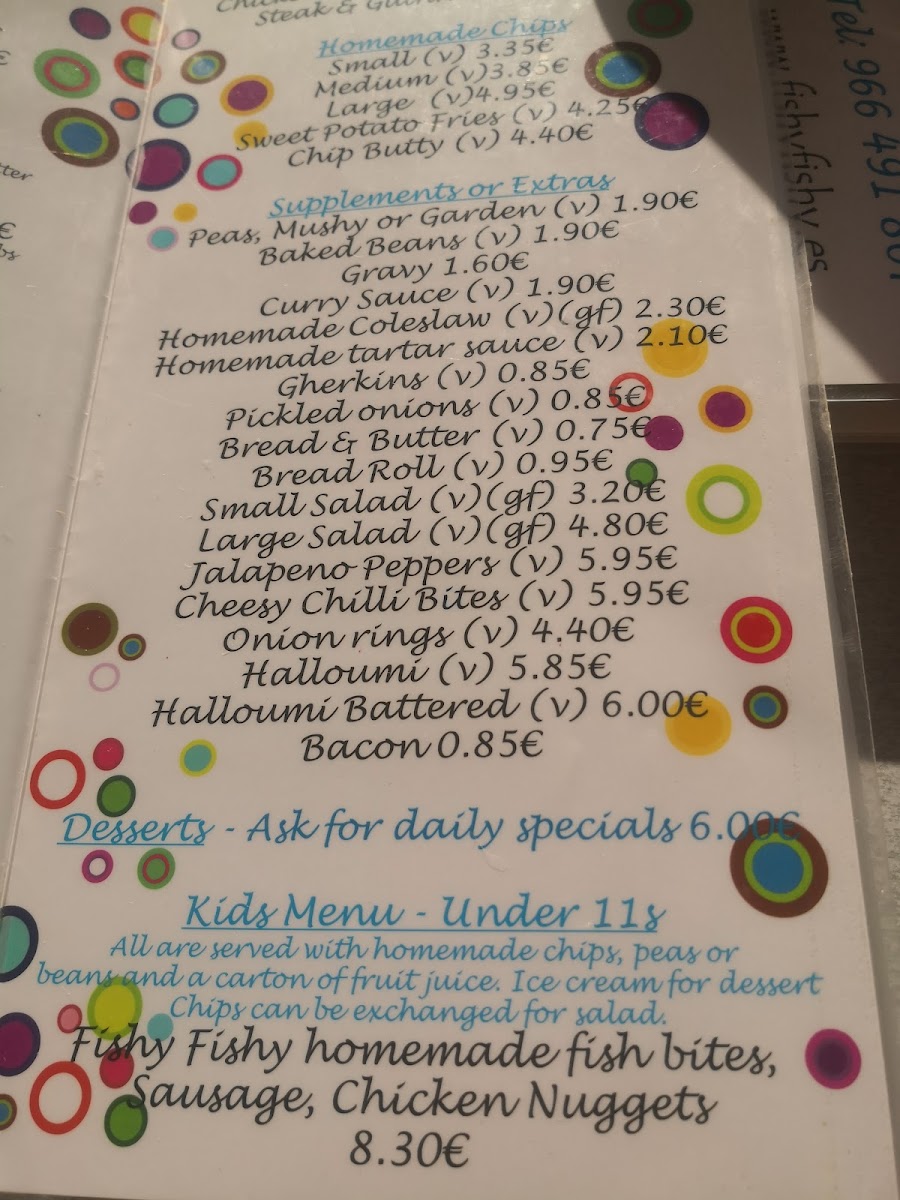 Steak &
Homemade Chips
Small (v) 3.35€
Medium (v)3.85€
Large (v)4.95€
Sweet Potato Fries (v) 4.25€
Chip Butty (v) 4.40€
Supplements or Extras
Peas, Mushy or Garden (v) 1.90€
Baked Beans (v) 1.90€
Gravy 1.60€
Curry Sauce (v) 1.90€
Homemade Coleslaw (v)(gf) 2.30€
Homemade tartar sauce (v) 2.10€
Gherkins (v) 0.85€
Pickled onions (v) 0.85€
Bread & Butter (v) 0.75€
Bread Roll (v) 0.95€
Small Salad (v)(gf) 3.20€
Large Salad (v)(gf) 4.80€
Jalapeno Peppers (v) 5.95€
Cheesy Chilli Bites (v) 5.95€
Onion rings (v) 4.40€
Halloumi (v) 5.85€
Halloumi Battered (v) 6.00€
Bacon 0.85€
Desserts - Ask for daily specials 6.00€
Kids Menu - Under 11s
All are served with homemade chips, peas or
beans and a carton of fruit juice. Ice cream for dessert
Chips can be exchanged for salad.
Fishy Fishy homemade fish bites,
Sausage, Chicken Nuggets
8.30€
Tel: 966 491
fishyfishy.es